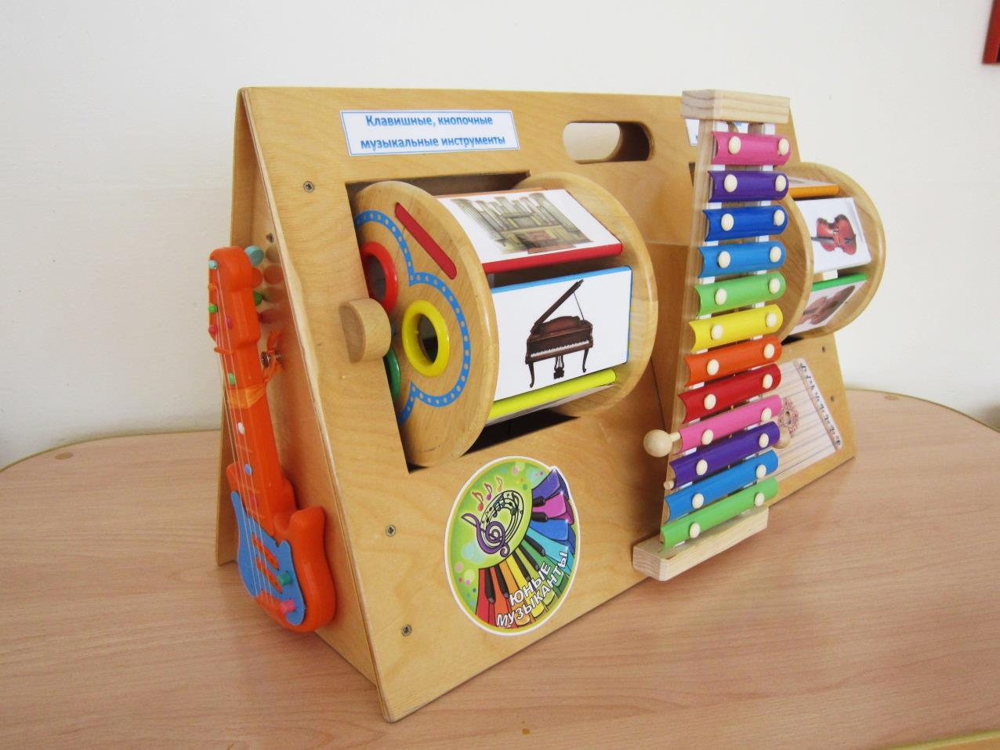 Клавишные, кнопочные
музыкальные инструменты
ЮНЫЕ
МУЗЫКАНТЫ